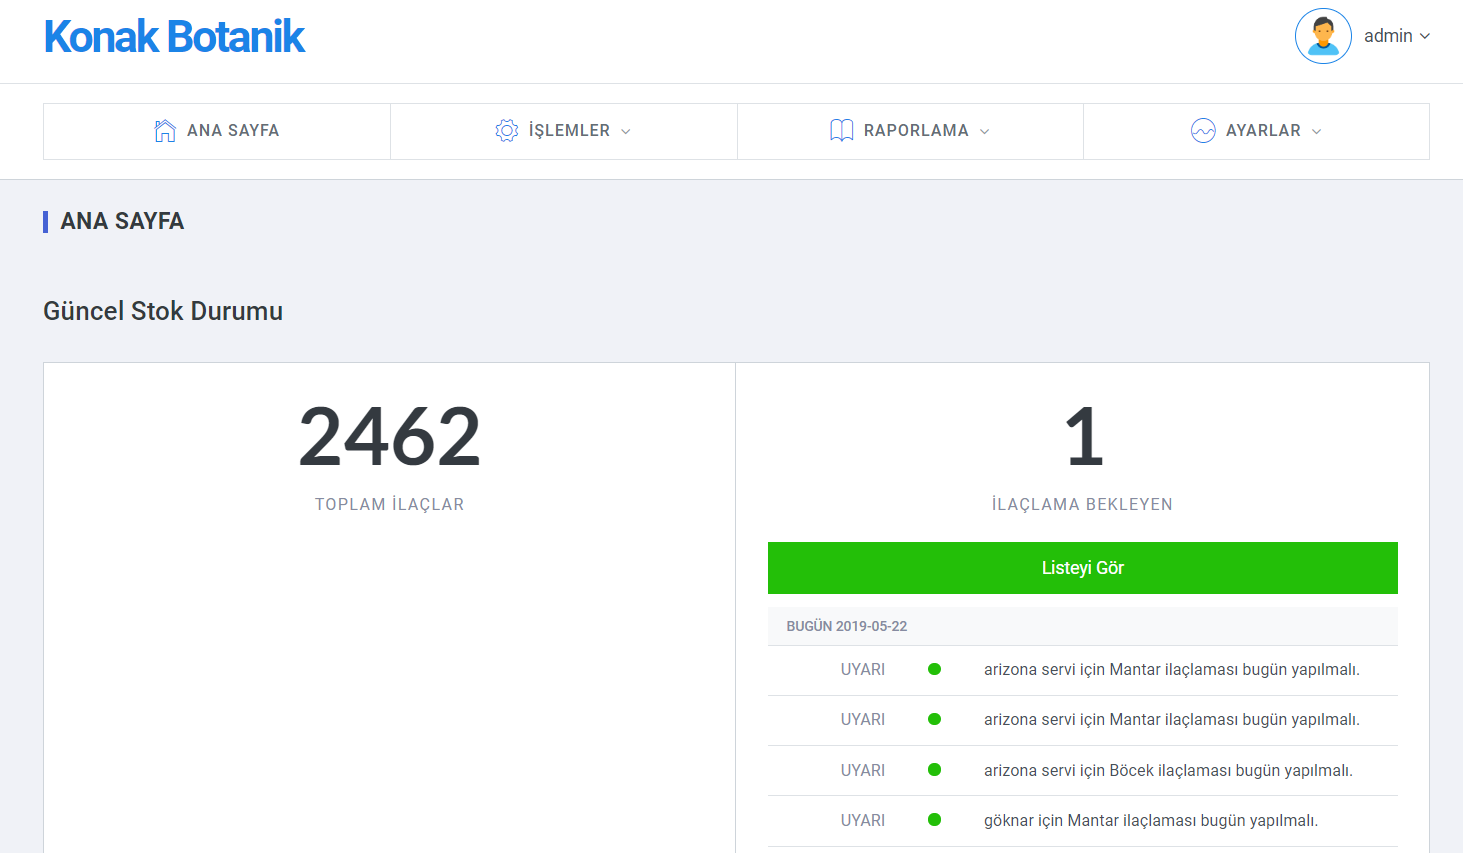 Konak Botanik
admin
ANA SAYFA
İŞLEMLER
RAPORLAMA
AYARLAR
ANA SAYFA
Güncel Stok Durumu
2462
TOPLAM İLAÇLAR
1
İLAÇLAMA BEKLEYEN
Listeyi Gör
BUGÜN 2019-05-22
UYARI arizona servi için Mantar ilaçlaması bugün yapılmalı.
UYARI arizona servi için Mantar ilaçlaması bugün yapılmalı.
UYARI arizona servi için Böcek ilaçlaması bugün yapılmalı.
UYARI göknar için Mantar ilaçlaması bugün yapılmalı.